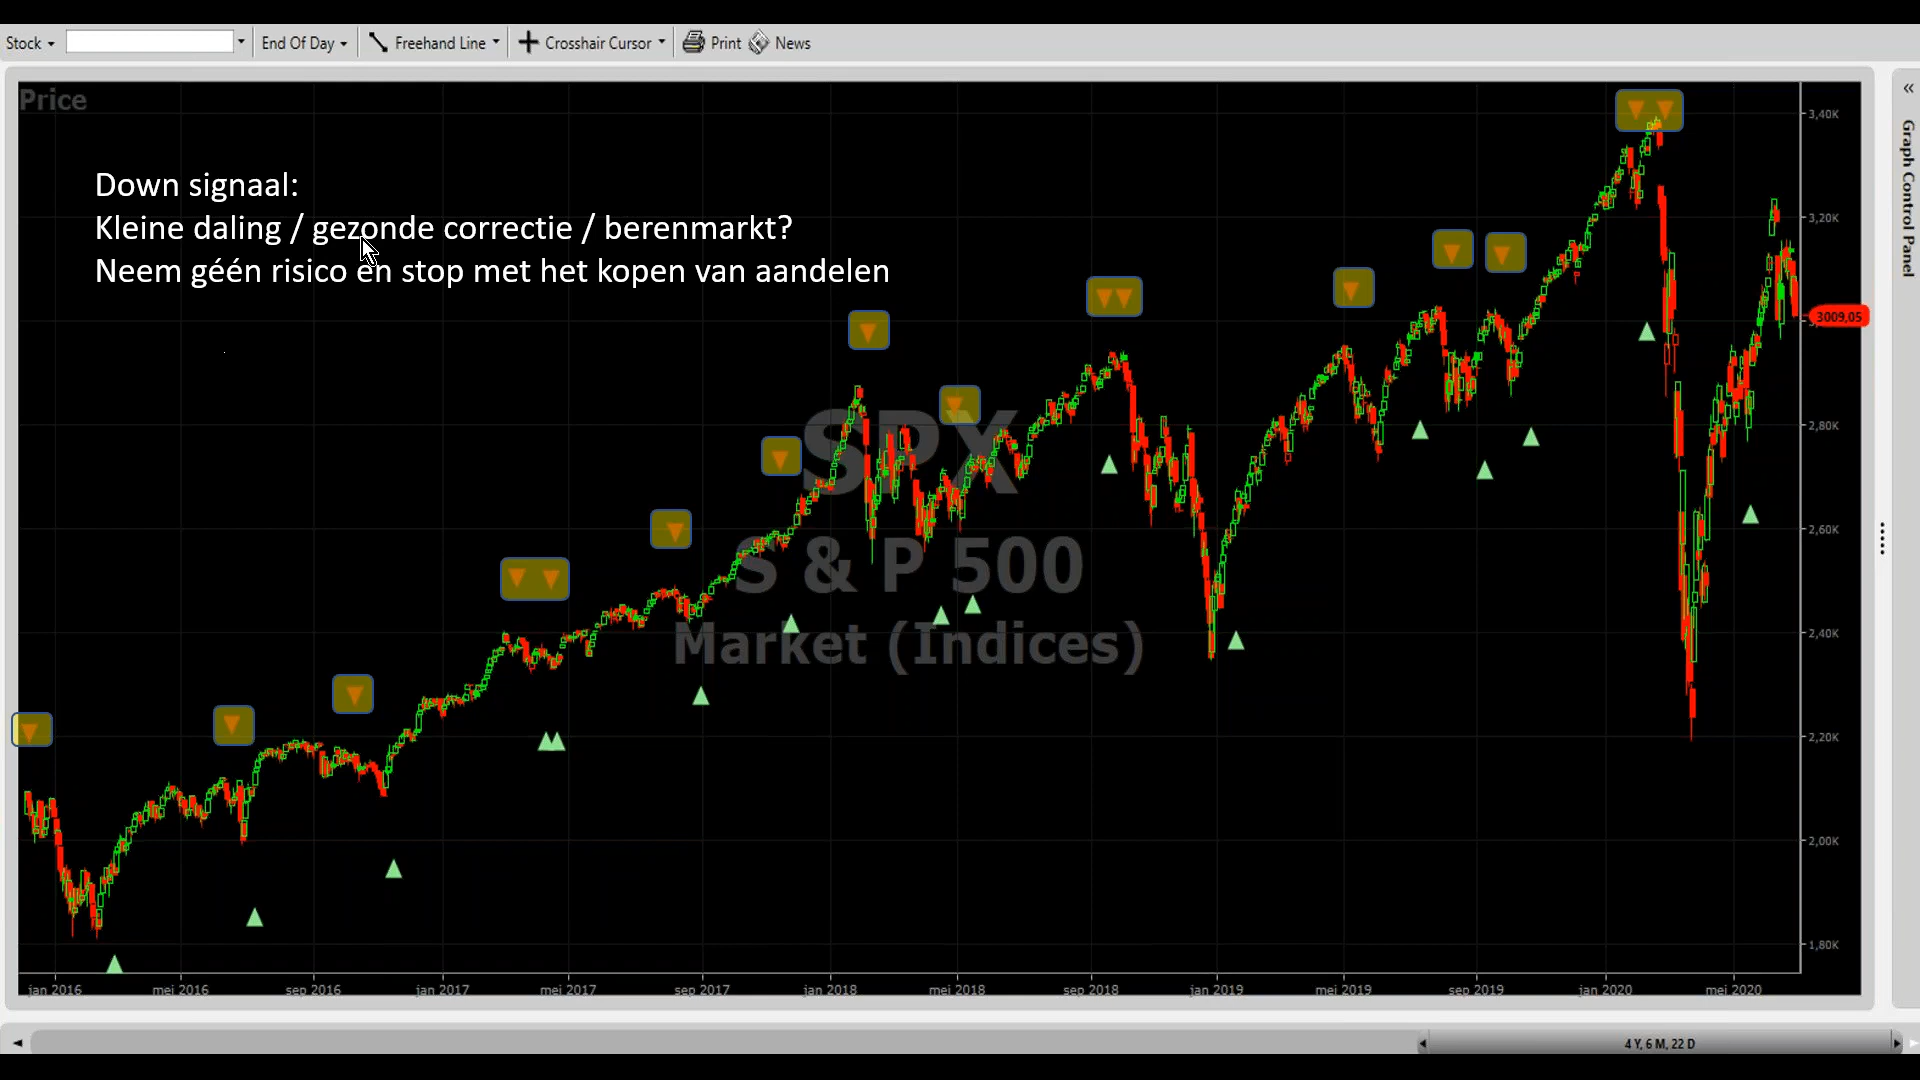 Stock End Of Day Freehand Line Crosshair Cursor Print News
Price
Down signaal:
Kleine daling / gezonde correctie / berenmarkt?
Neem géén risico en stop met het kopen van aandelen
SPX
S & P 500
Market (Indices)
3,40K
3,20K
3009,05
2,80K
2,60K
2,40K
2,20K
2,00K
1,80K
jan 2016 mei 2016 sep 2016 jan 2017 mei 2017 sep 2017 jan 2018 mei 2018 sep 2018 jan 2019 mei 2019 sep 2019 jan 2020 mei 2020
4 Y, 6 M, 22 D
Graph Control Panel